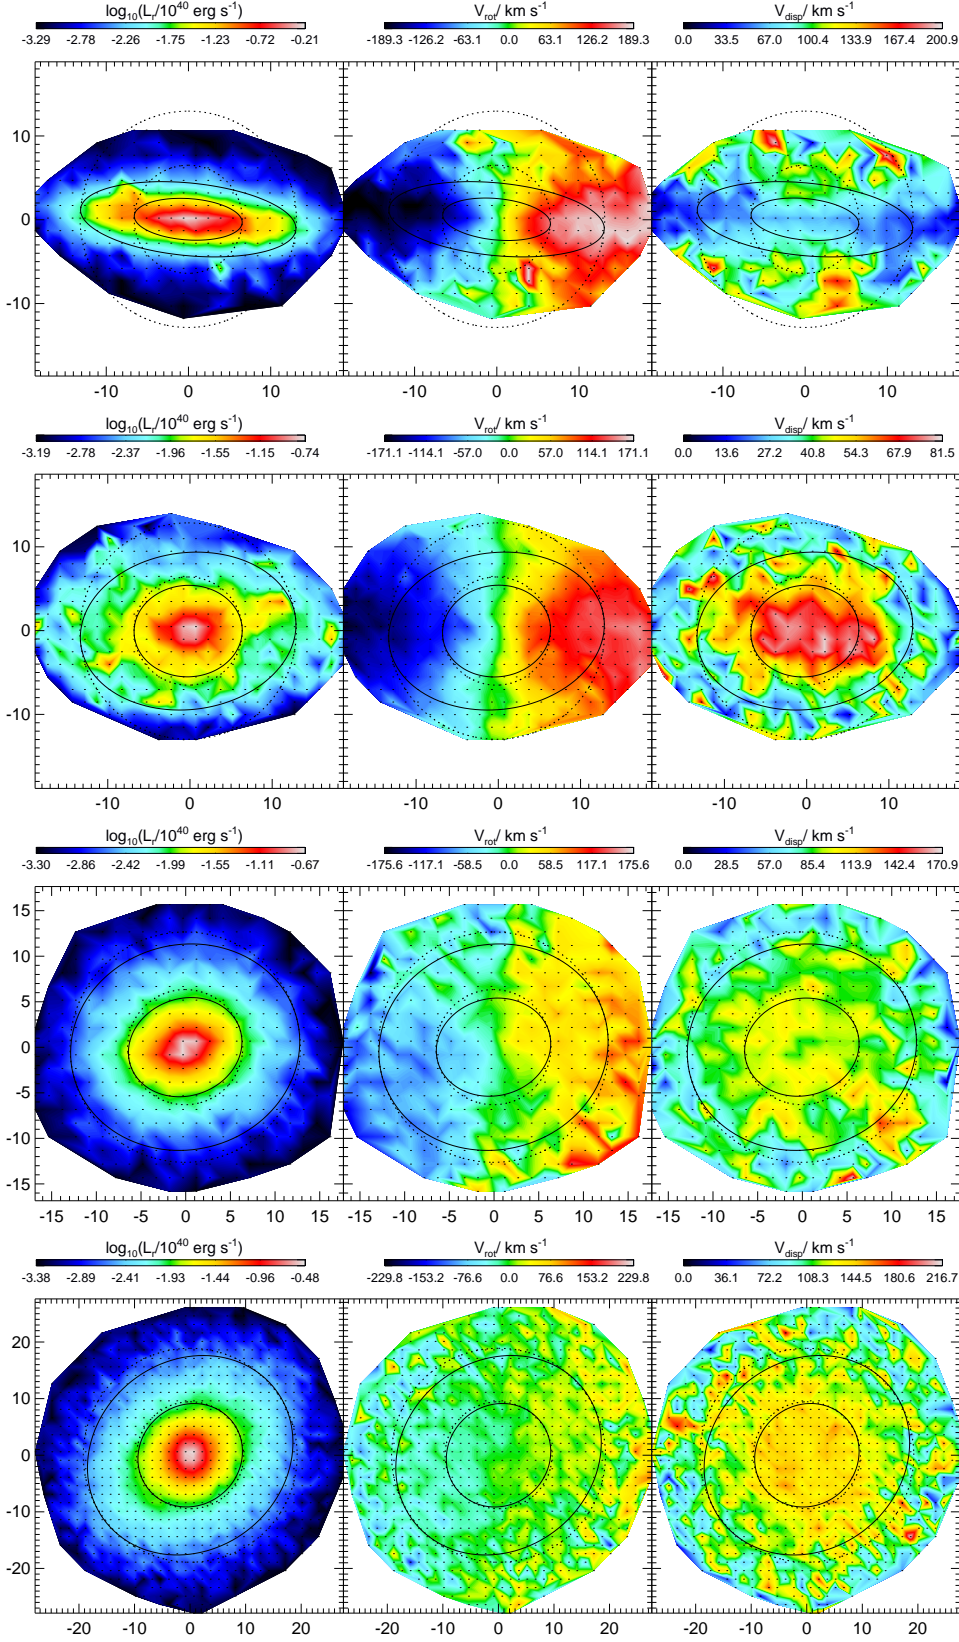 log10(Lr/10^40 erg s^-1) Vrot/ km s^-1 Vdisp/ km s^-1
-3.29 -2.78 -2.26 -1.75 -1.23 -0.72 -0.21 -189.3 -126.2 -63.1 0.0 63.1 126.2 189.3 0.0 33.5 67.0 100.4 133.9 167.4 200.9
10
0
-10
-10 0 10 -10 0 10 -10 0 10
log10(Lr/10^40 erg s^-1) Vrot/ km s^-1 Vdisp/ km s^-1
-3.19 -2.78 -2.37 -1.96 -1.55 -1.15 -0.74 -171.1 -114.1 -57.0 0.0 57.0 114.1 171.1 0.0 13.6 27.2 40.8 54.3 67.9 81.5
10
0
-10
-10 0 10 -10 0 10 -10 0 10
log10(Lr/10^40 erg s^-1) Vrot/ km s^-1 Vdisp/ km s^-1
-3.30 -2.86 -2.42 -1.99 -1.55 -1.11 -0.67 -175.6 -117.1 -58.5 0.0 58.5 117.1 175.6 0.0 28.5 57.0 85.4 113.9 142.4 170.9
15
10
5
0
-5
-10
-15
-15 -10 -5 0 5 10 15 -15 -10 -5 0 5 10 15 -15 -10 -5 0 5 10 15
log10(Lr/10^40 erg s^-1) Vrot/ km s^-1 Vdisp/ km s^-1
-3.38 -2.89 -2.41 -1.93 -1.44 -0.96 -0.48 -229.8 -153.2 -76.6 0.0 76.6 153.2 229.8 0.0 36.1 72.2 108.3 144.5 180.6 216.7
20
10
0
-10
-20
-20 -10 0 10 20 -20 -10 0 10 20 -20 -10 0 10 20